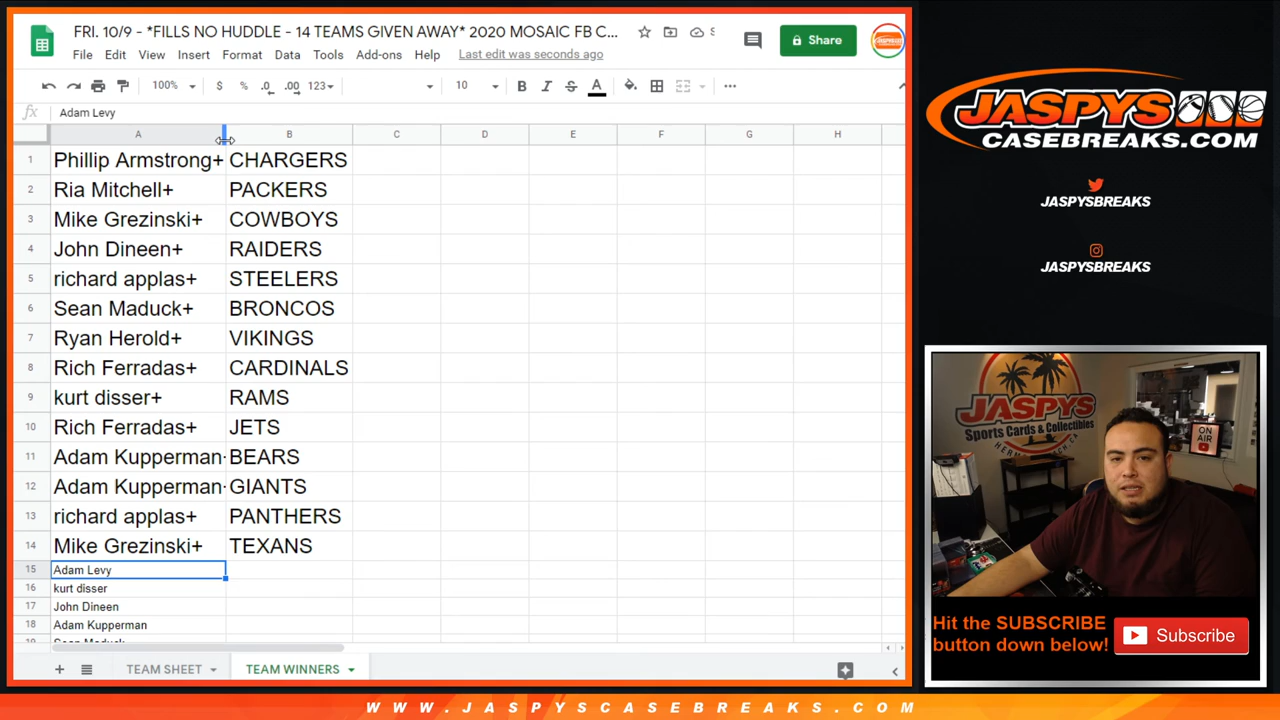 FRI. 10/9 - *FILLS NO HUDDLE - 14 TEAMS GIVEN AWAY* 2020 MOSAIC FB C...
Share
File Edit View Insert Format Data Tools Add-ons Help Last edit was seconds ago
100% $ % .0 .00 123 10 B I S A
fx Adam Levy
A B C D E F G H
1 Phillip Armstrong+ CHARGERS
2 Ria Mitchell+ PACKERS
3 Mike Grezinski+ COWBOYS
4 John Dineen+ RAIDERS
5 richard applas+ STEELERS
6 Sean Maduck+ BRONCOS
7 Ryan Herold+ VIKINGS
8 Rich Ferradas+ CARDINALS
9 kurt disser+ RAMS
10 Rich Ferradas+ JETS
11 Adam Kupperman BEARS
12 Adam Kupperman GIANTS
13 richard applas+ PANTHERS
14 Mike Grezinski+ TEXANS
15 Adam Levy
16 kurt disser
17 John Dineen
18 Adam Kupperman
TEAM SHEET TEAM WINNERS
JASPYS
CASEBREAKS.COM
JASPYSBREAKS
JASPYSBREAKS
JASPYS
Sports Cards & Collectibles
ON
AIR
Hit the SUBSCRIBE
button down below!
Subscribe
WWW.JASPYSCASEBREAKS.COM